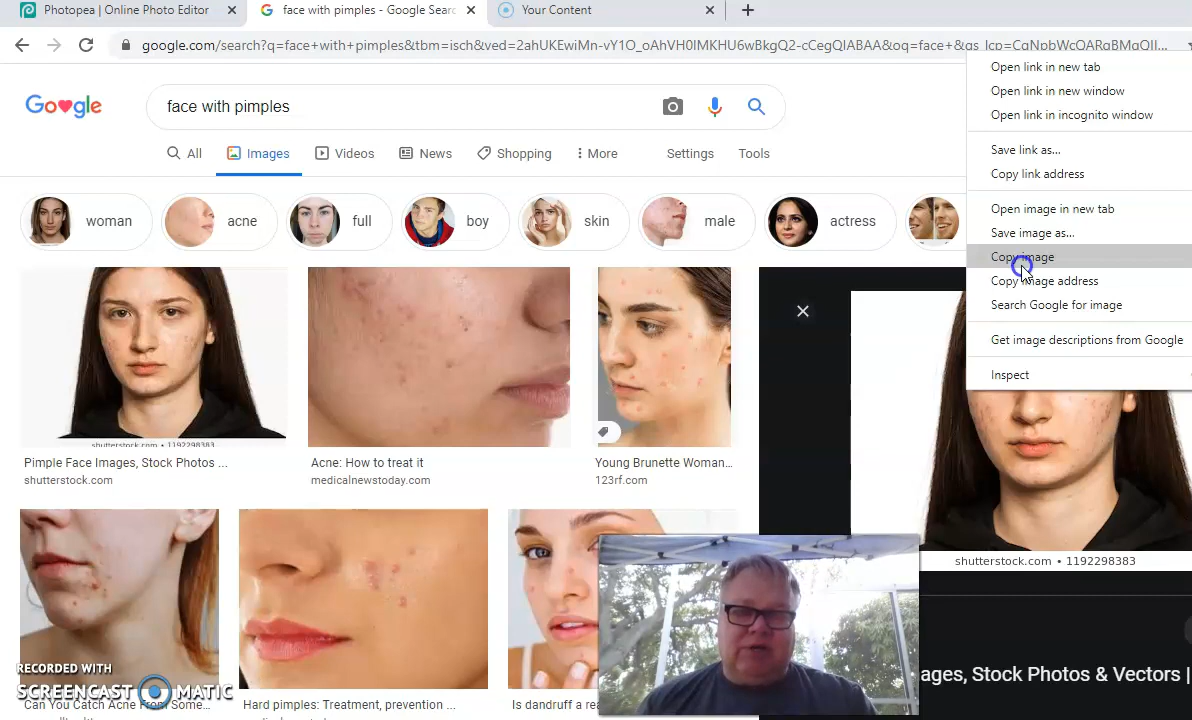 Photopea | Online Photo Editor
face with pimples - Google Sear
Your Content
google.com/search?q=face+with+pimples&tbm=isch&ved=2ahUKEwiMn-vY1O_oAhVH0IMKHU6wBkgQ2-cCegQIABAA&oq=face+&gs_lcp=CgNpbWcQARgBMgQII...
Google
face with pimples
All
Images
Videos
News
Shopping
More
Settings
Tools
woman
acne
full
boy
skin
male
actress
Open link in new tab
Open link in new window
Open link in incognito window
Save link as...
Copy link address
Open image in new tab
Save image as...
Copy image
Copy image address
Search Google for image
Get image descriptions from Google
Inspect
shutterstock.com • 1192298383
Pimple Face Images, Stock Photos ...
shutterstock.com
Acne: How to treat it
medicalnewstoday.com
Young Brunette Woman...
123rf.com
shutterstock.com • 1192298383
ages, Stock Photos & Vectors |
RECORDED WITH
SCREENCAST MATIC
Can You Catch Acne From Some...
Hard pimples: Treatment, prevention ...
Is dandruff a rea